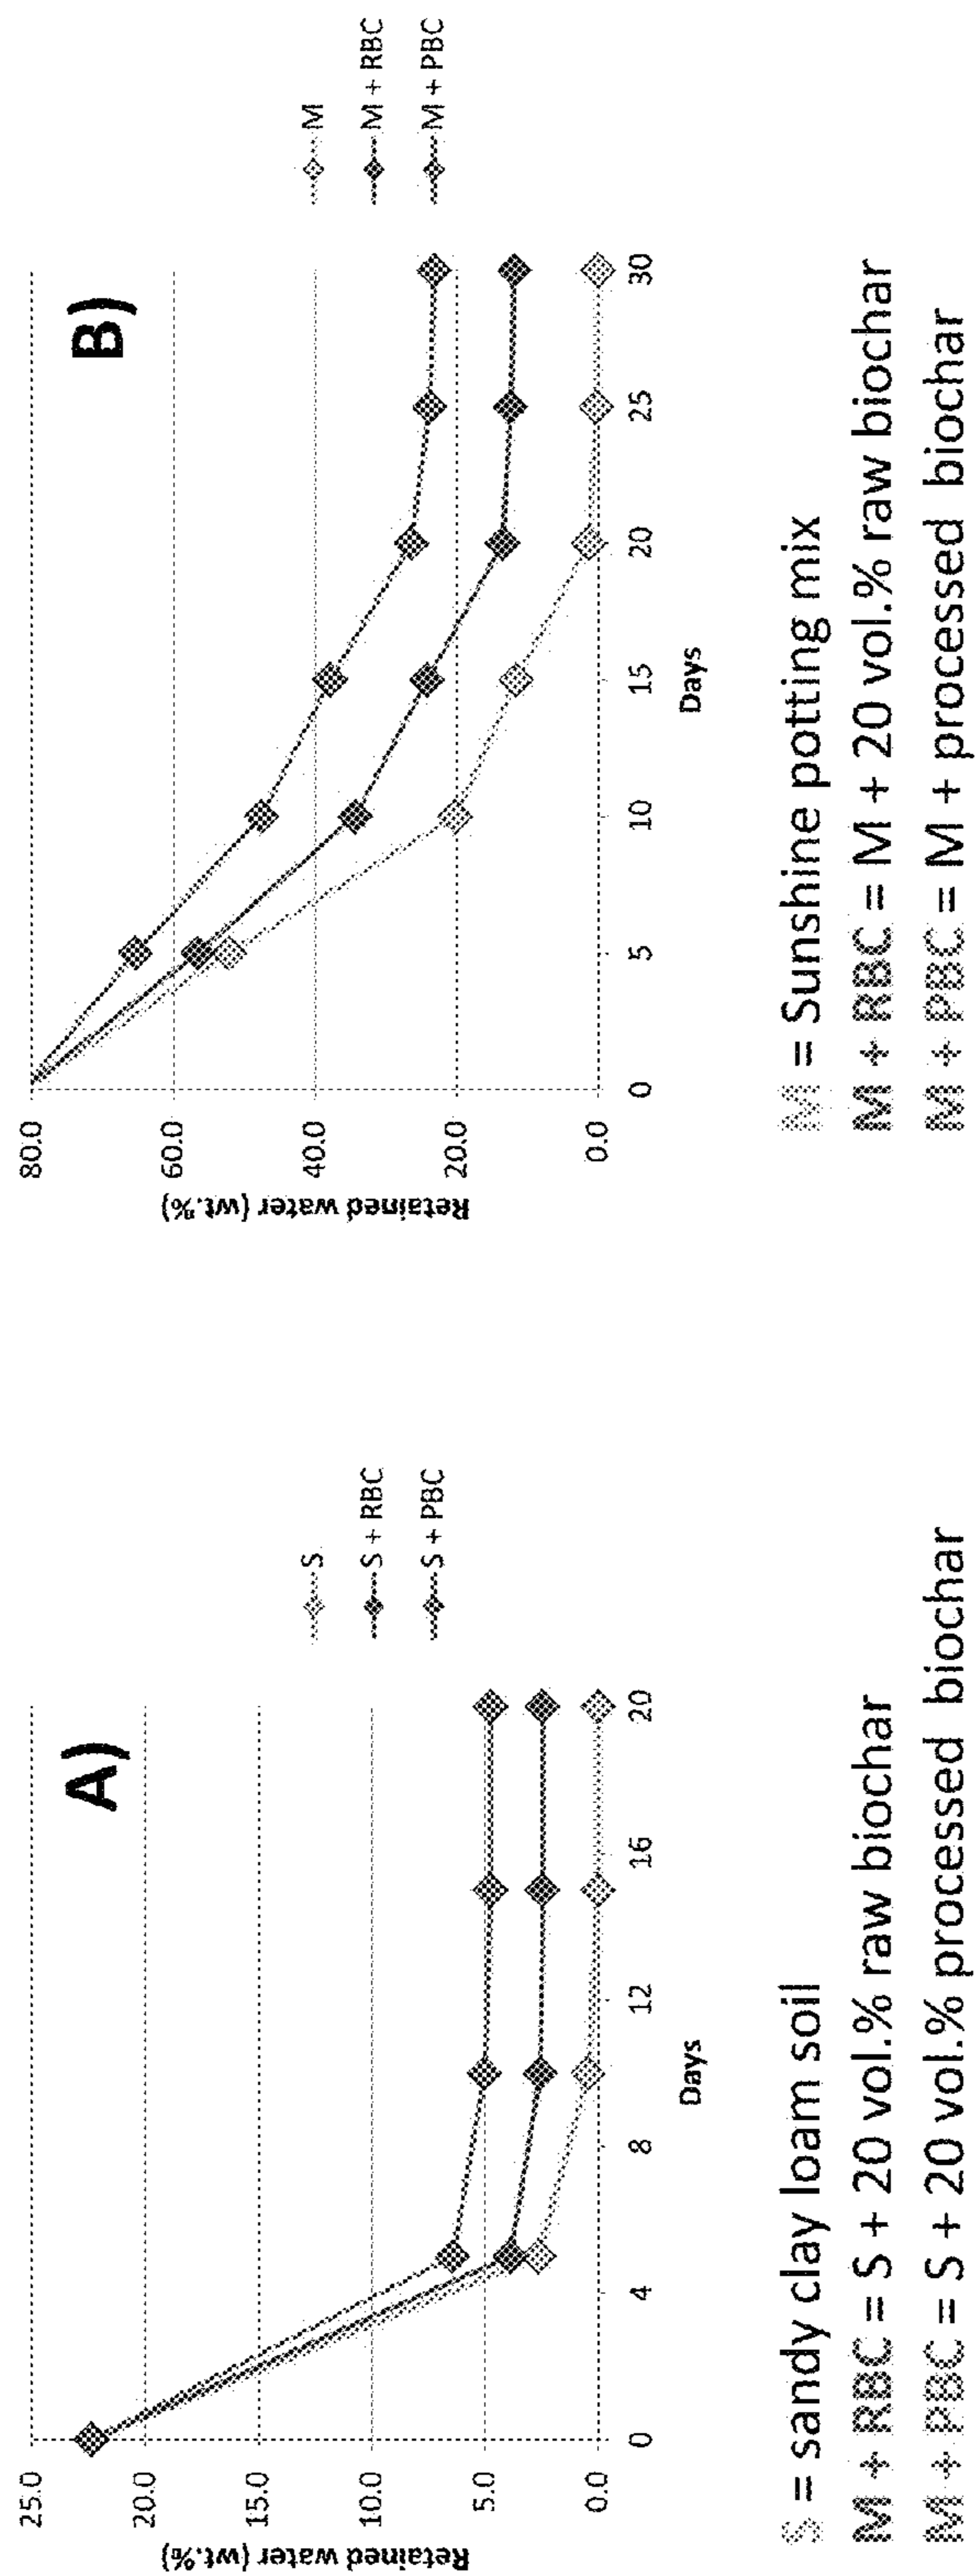 A)
25.0
20.0
15.0
10.0
5.0
0.0
Retained water (wt.%)
0 4 8 12 16 20
Days
S
S + RBC
S + PBC
S = sandy clay loam soil
M + RBC = S + 20 vol.% raw biochar
M + PBC = S + 20 vol.% processed biochar
B)
80.0
60.0
40.0
20.0
0.0
Retained water (wt.%)
0 5 10 15 20 25 30
Days
M
M + RBC
M + PBC
M = Sunshine potting mix
M + RBC = M + 20 vol.% raw biochar
M + PBC = M + processed biochar